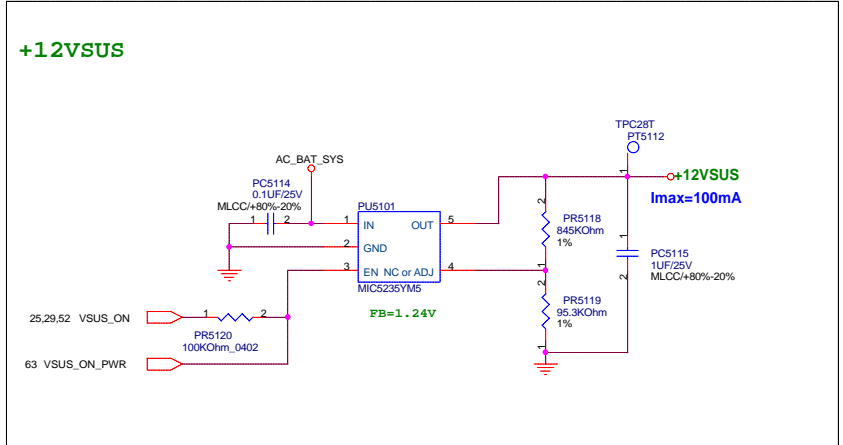 +12VSUS
TPC28T
PT5112
AC_BAT_SYS
1
+12VSUS
PC5114
0.1UF/25V
MLCC/+80%-20%
Imax=100mA
PU5101
2
1 2
1 IN OUT 5
PR5118
845KOhm
1%
1
2 GND
1
PC5115
1UF/25V
MLCC/+80%-20%
2
3 EN NC or ADJ 4
1
2
MIC5235YM5
PR5119
95.3KOhm
1%
FB=1.24V
25,29,52 VSUS_ON
1 2
PR5120
100KOhm_0402
1
63 VSUS_ON_PWR